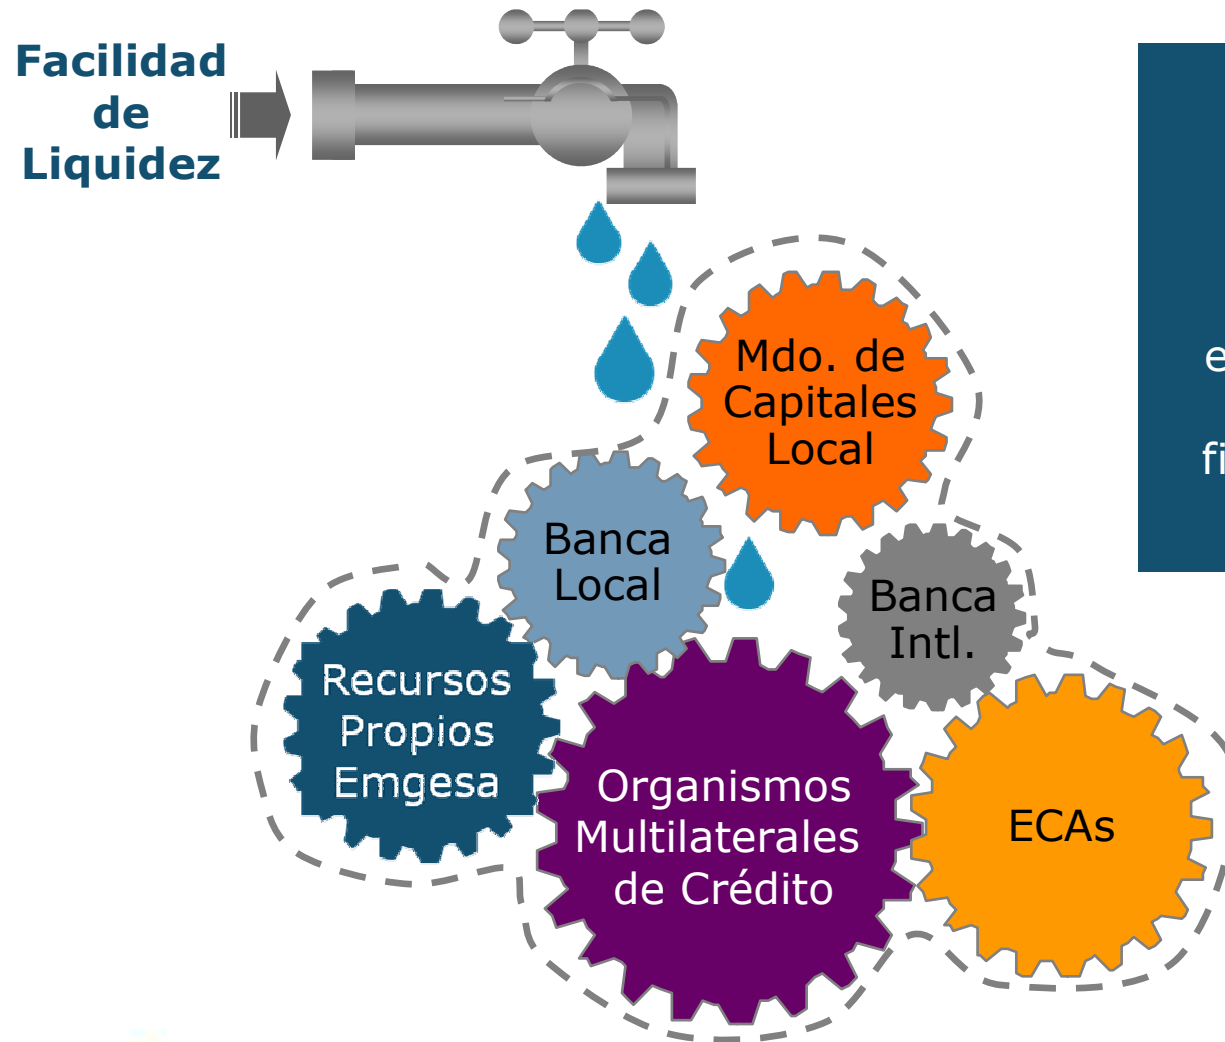 Facilidad
de
Liquidez
Mdo. de
Capitales
Local
Banca
Local
Banca
Intl.
Recursos
Propios
Emgesa
Organismos
Multilaterales
de Crédito
ECAs